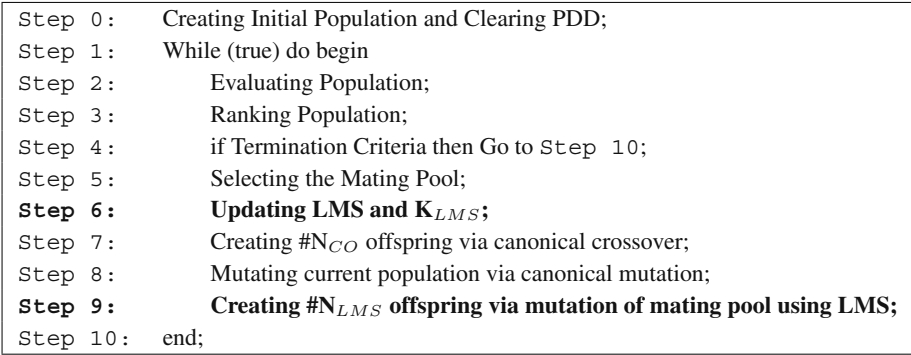 Step 0: Creating Initial Population and Clearing PDD;
Step 1: While (true) do begin
Step 2: Evaluating Population;
Step 3: Ranking Population;
Step 4: if Termination Criteria then Go to Step 10;
Step 5: Selecting the Mating Pool;
Step 6: Updating LMS and K_LMS;
Step 7: Creating #N_CO offspring via canonical crossover;
Step 8: Mutating current population via canonical mutation;
Step 9: Creating #N_LMS offspring via mutation of mating pool using LMS;
Step 10: end;